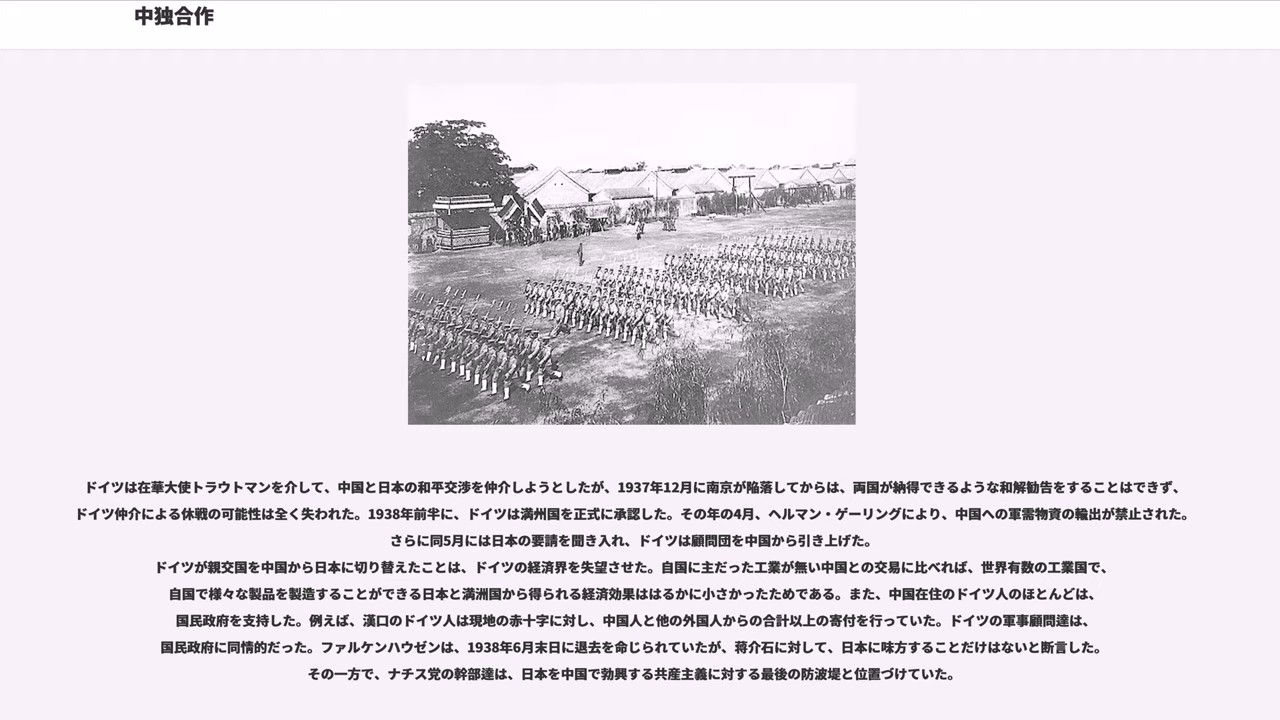 中独合作
ドイツは在華大使トラウトマンを介して、中国と日本の和平交渉を仲介しようとしたが、1937年12月に南京が陥落してからは、両国が納得できるような和解勧告をすることはできず、
ドイツ仲介による休戦の可能性は全く失われた。1938年前半に、ドイツは満州国を正式に承認した。その年の4月、ヘルマン・ゲーリングにより、中国への軍需物資の輸出が禁止された。
さらに同5月には日本の要請を聞き入れ、ドイツは顧問団を中国から引き上げた。
ドイツが親交国を中国から日本に切り替えたことは、ドイツの経済界を失望させた。自国に主だった工業が無い中国との交易に比べれば、世界有数の工業国で、
自国で様々な製品を製造することができる日本と満洲国から得られる経済効果ははるかに小さかったためである。また、中国在住のドイツ人のほとんどは、
国民政府を支持した。例えば、漢口のドイツ人は現地の赤十字に対し、中国人と他の外国人からの合計以上の寄付を行っていた。ドイツの軍事顧問達は、
国民政府に同情的だった。ファルケンハウゼンは、1938年6月末日に退去を命じられていたが、蒋介石に対して、日本に味方することだけはないと断言した。
その一方で、ナチス党の幹部達は、日本を中国で勃興する共産主義に対する最後の防波堤と位置づけていた。